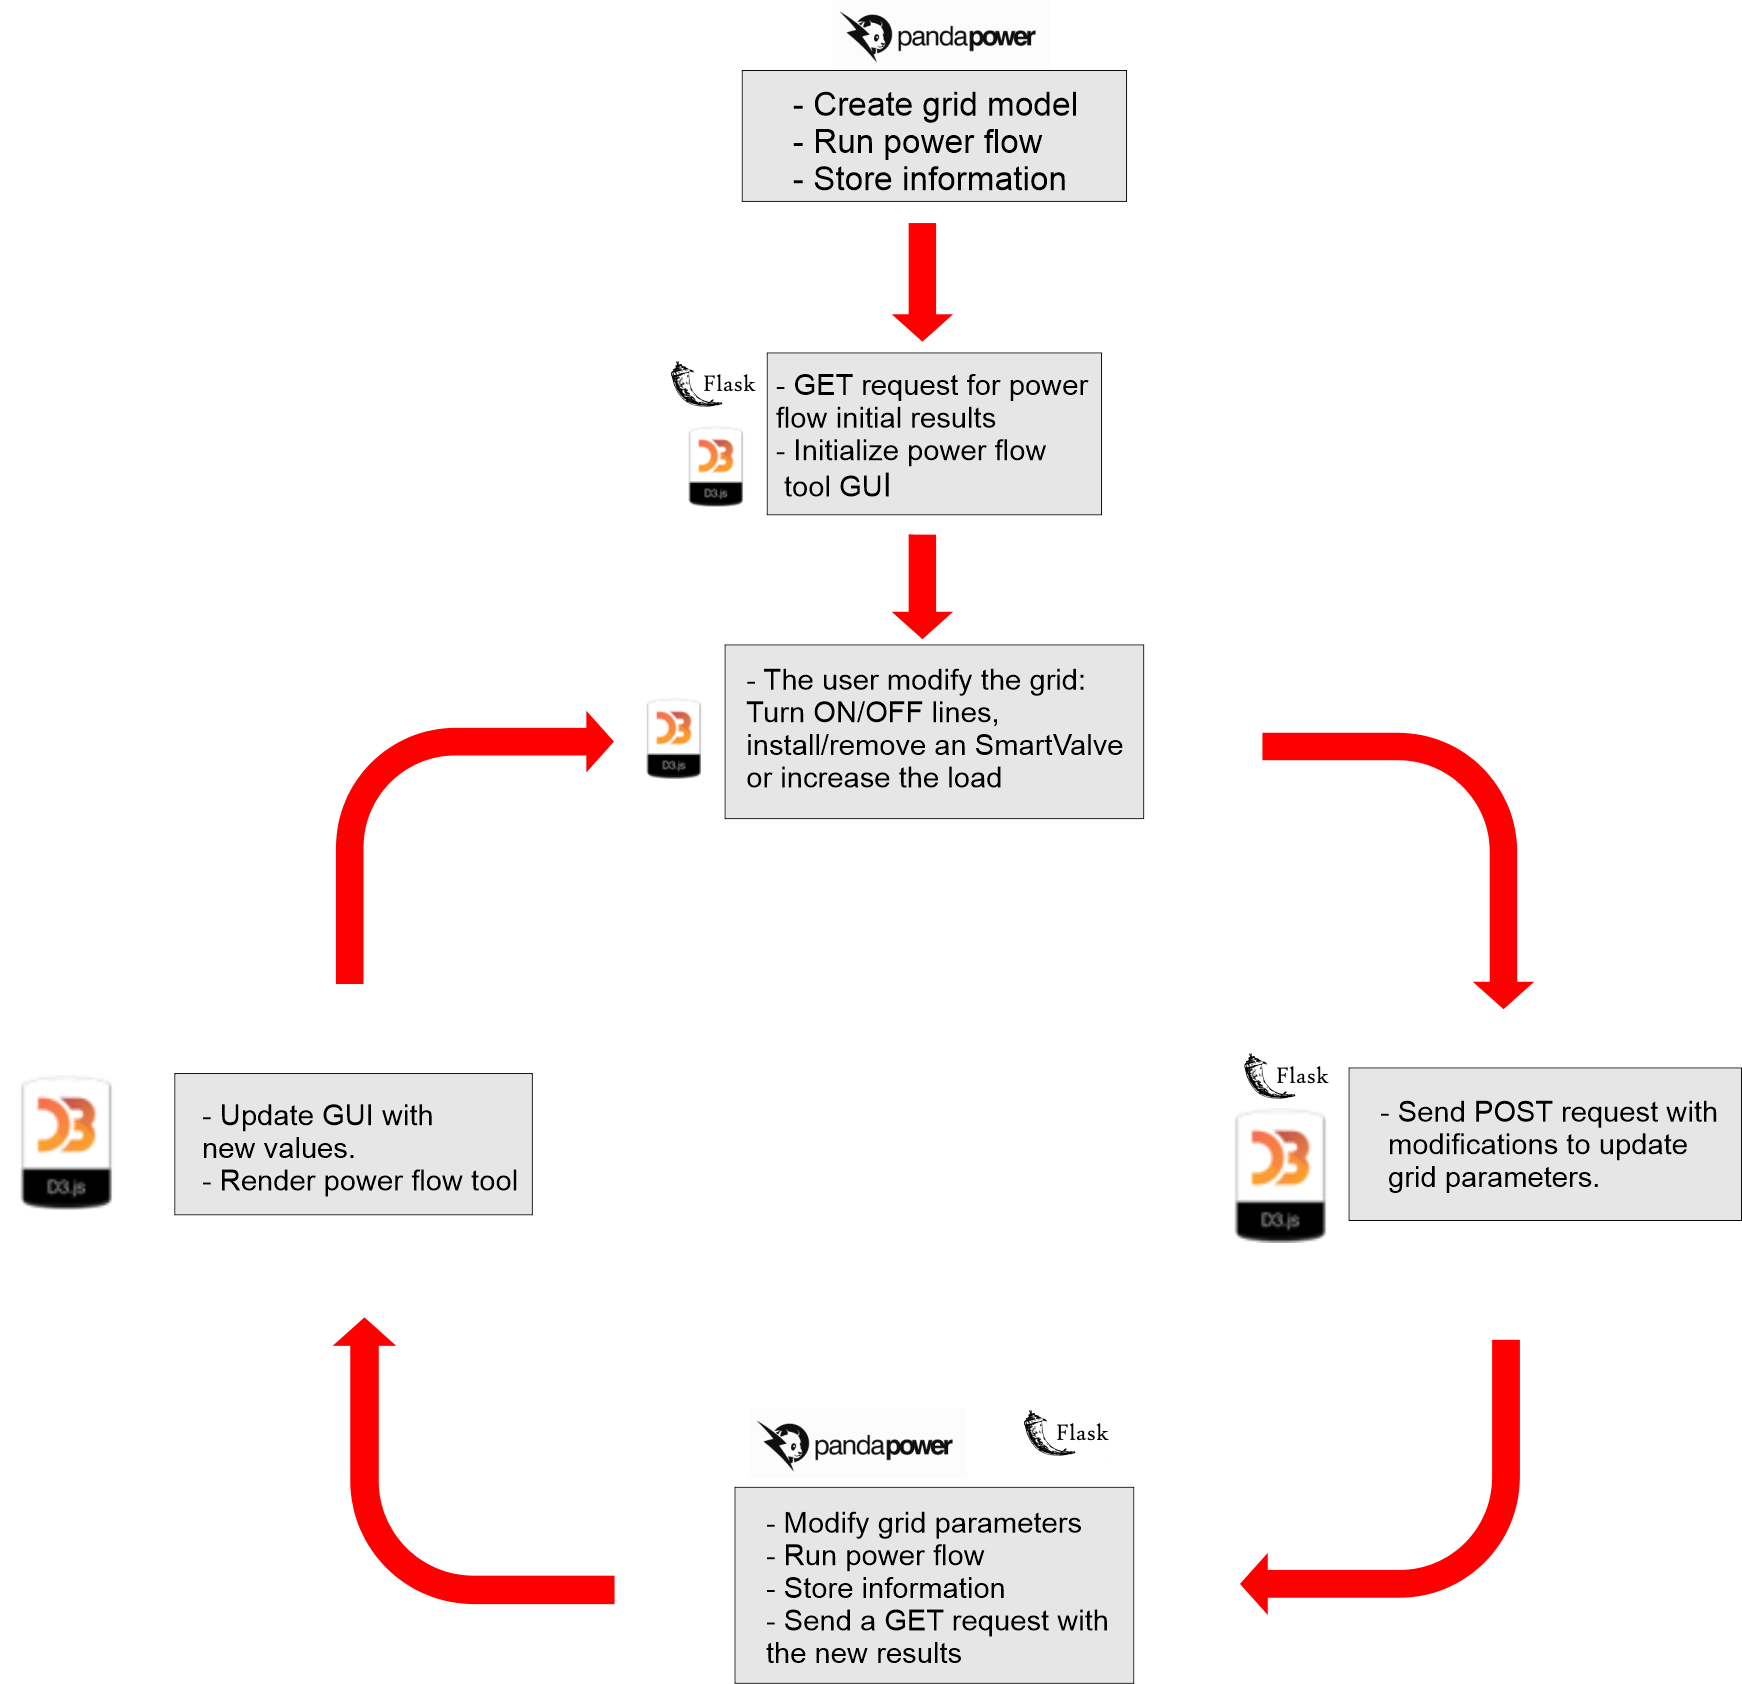 pandapower
- Create grid model
- Run power flow
- Store information
Flask
D3.js
- GET request for power
flow initial results
- Initialize power flow
tool GUI
D3.js
- The user modify the grid:
Turn ON/OFF lines,
install/remove an SmartValve
or increase the load
D3.js
- Update GUI with
new values.
- Render power flow tool
Flask
D3.js
- Send POST request with
modifications to update
grid parameters.
pandapower
Flask
- Modify grid parameters
- Run power flow
- Store information
- Send a GET request with
the new results